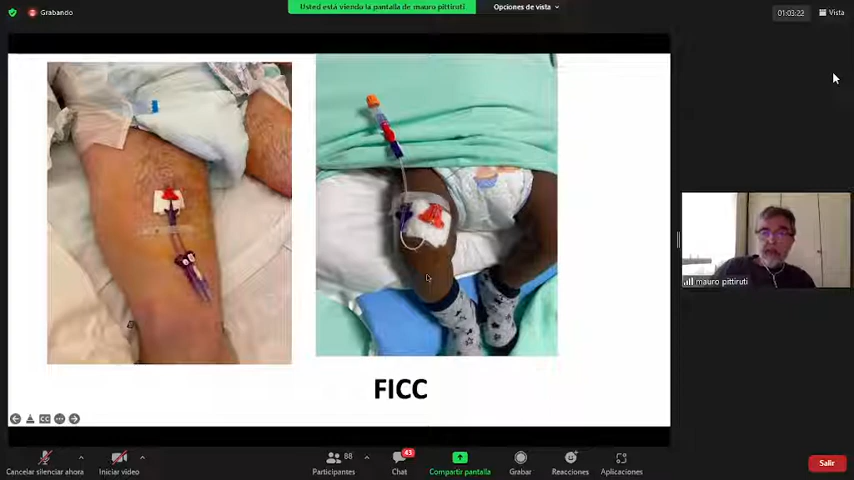 Grabando
Usted está viendo la pantalla de mauro pittiruti
Opciones de vista
01:03:22
Vista
mauro pittiruti
FICC
CC
Cancelar silenciar ahora
Iniciar video
88
Participantes
43
Chat
Compartir pantalla
Grabar
Reacciones
Aplicaciones
Salir